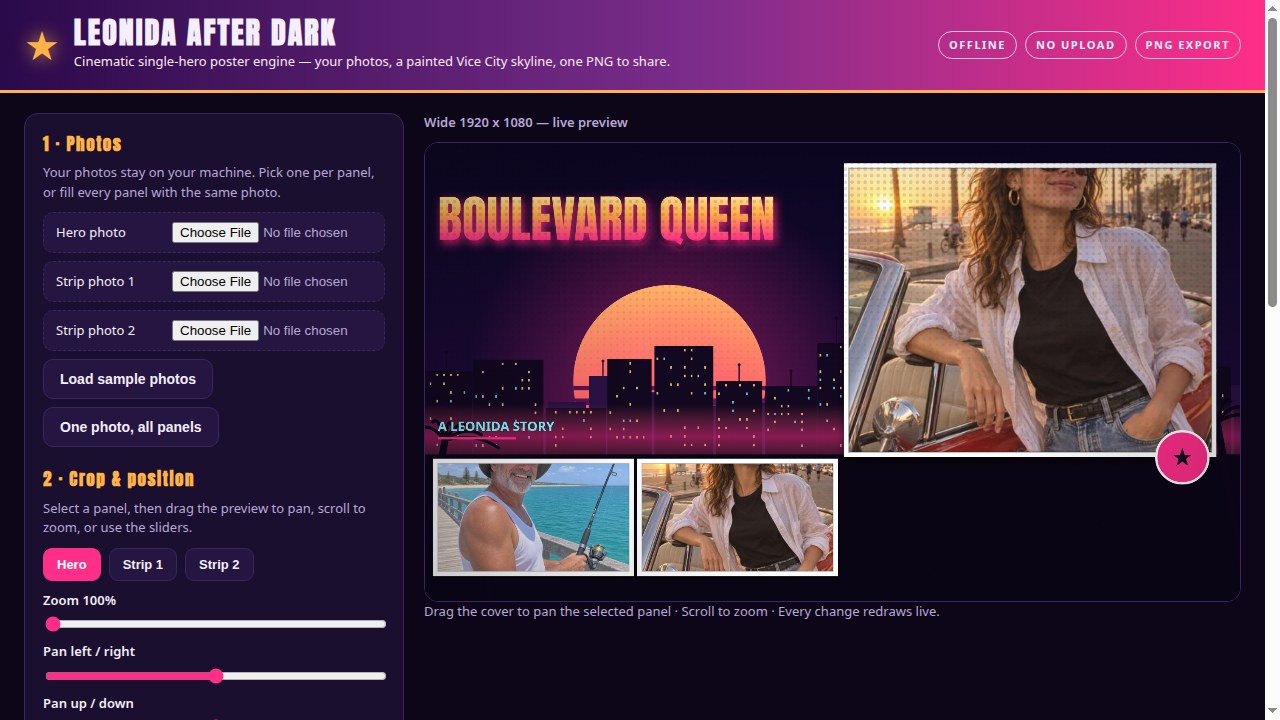 LEONIDA AFTER DARK
Cinematic single-hero poster engine — your photos, a painted Vice City skyline, one PNG to share.
OFFLINE
NO UPLOAD
PNG EXPORT
1 · Photos
Your photos stay on your machine. Pick one per panel,
or fill every panel with the same photo.
Hero photo
Choose File No file chosen
Strip photo 1
Choose File No file chosen
Strip photo 2
Choose File No file chosen
Load sample photos
One photo, all panels
2 · Crop & position
Select a panel, then drag the preview to pan, scroll to
zoom, or use the sliders.
Hero
Strip 1
Strip 2
Zoom 100%
Pan left / right
Pan up / down
Wide 1920 x 1080 — live preview
BOULEVARD QUEEN
A LEONIDA STORY
Drag the cover to pan the selected panel · Scroll to zoom · Every change redraws live.